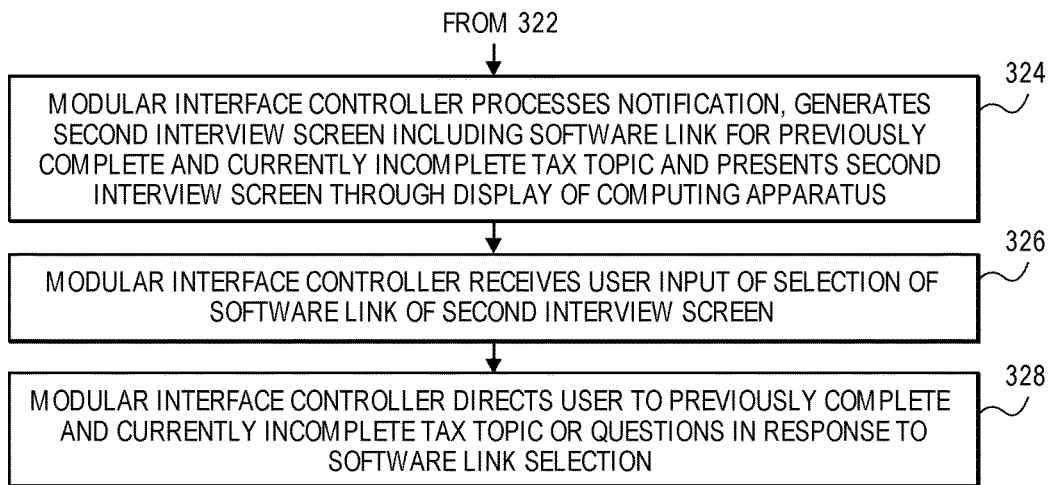 FROM 322
324
MODULAR INTERFACE CONTROLLER PROCESSES NOTIFICATION, GENERATES
SECOND INTERVIEW SCREEN INCLUDING SOFTWARE LINK FOR PREVIOUSLY
COMPLETE AND CURRENTLY INCOMPLETE TAX TOPIC AND PRESENTS SECOND
INTERVIEW SCREEN THROUGH DISPLAY OF COMPUTING APPARATUS
326
MODULAR INTERFACE CONTROLLER RECEIVES USER INPUT OF SELECTION OF
SOFTWARE LINK OF SECOND INTERVIEW SCREEN
328
MODULAR INTERFACE CONTROLLER DIRECTS USER TO PREVIOUSLY COMPLETE
AND CURRENTLY INCOMPLETE TAX TOPIC OR QUESTIONS IN RESPONSE TO
SOFTWARE LINK SELECTION